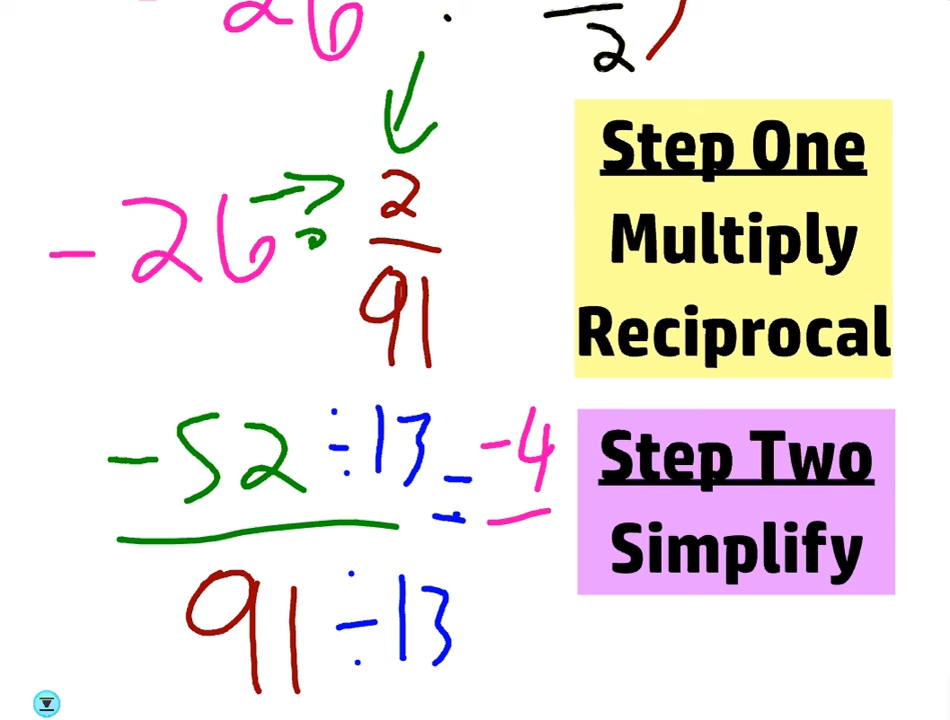 - 26 ÷
2 )
Step One
Multiply
Reciprocal
- 26 · 2/91
-52 ÷ 13 = -4
91 ÷ 13
Step Two
Simplify